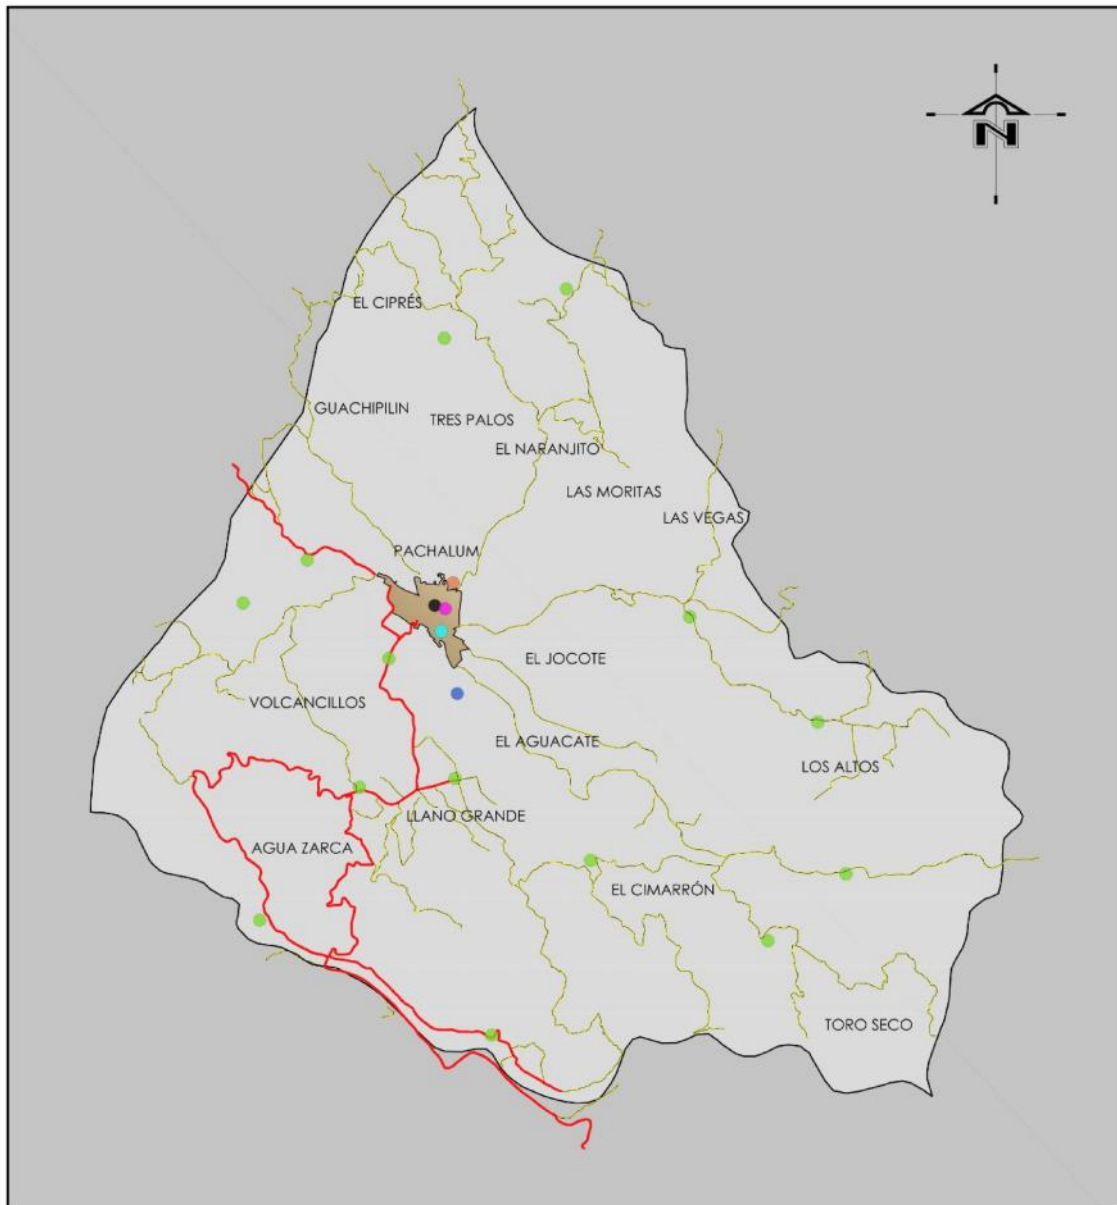 N
EL CIPRÉS
GUACHIPILIN
TRES PALOS
EL NARANJITO
LAS MORITAS
LAS VEGAS
PACHALUM
EL JOCOTE
VOLCANCILLOS
EL AGUACATE
LOS ALTOS
LLANO GRANDE
AGUA ZARCA
EL CIMARRÓN
TORO SECO